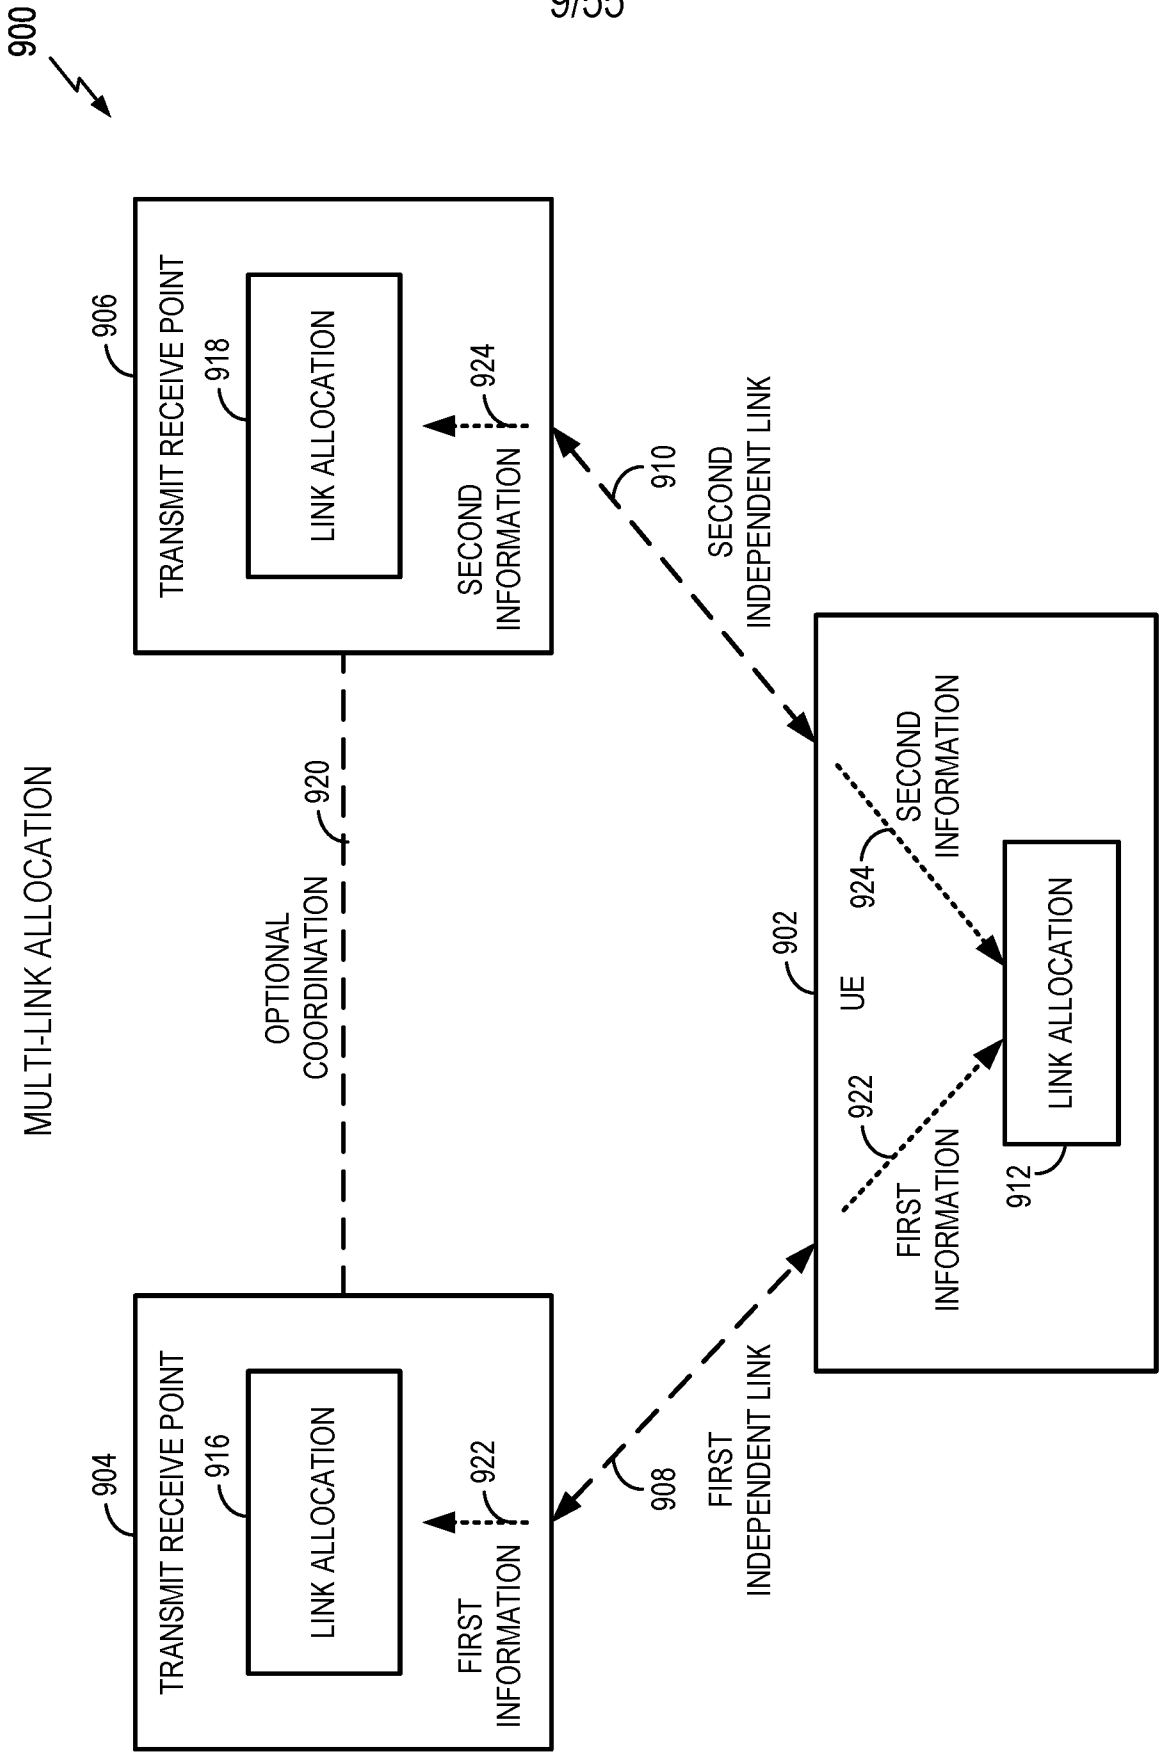 9/55
900
MULTI-LINK ALLOCATION
904
TRANSMIT RECEIVE POINT
916
LINK ALLOCATION
FIRST
INFORMATION
922
OPTIONAL
COORDINATION
920
906
TRANSMIT RECEIVE POINT
918
LINK ALLOCATION
SECOND
INFORMATION
924
908
FIRST
INDEPENDENT LINK
910
SECOND
INDEPENDENT LINK
902
UE
922
FIRST
INFORMATION
924
SECOND
INFORMATION
912
LINK ALLOCATION